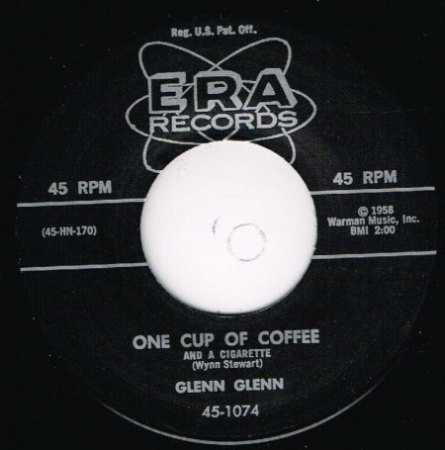 Reg. U.S. Pat. Off.
ERA
RECORDS
45 RPM
45 RPM
(45-HN-170)
© 1958
Warman Music, Inc.
BMI 2:00
ONE CUP OF COFFEE
AND A CIGARETTE
(Wynn Stewart)
GLENN GLENN
45-1074